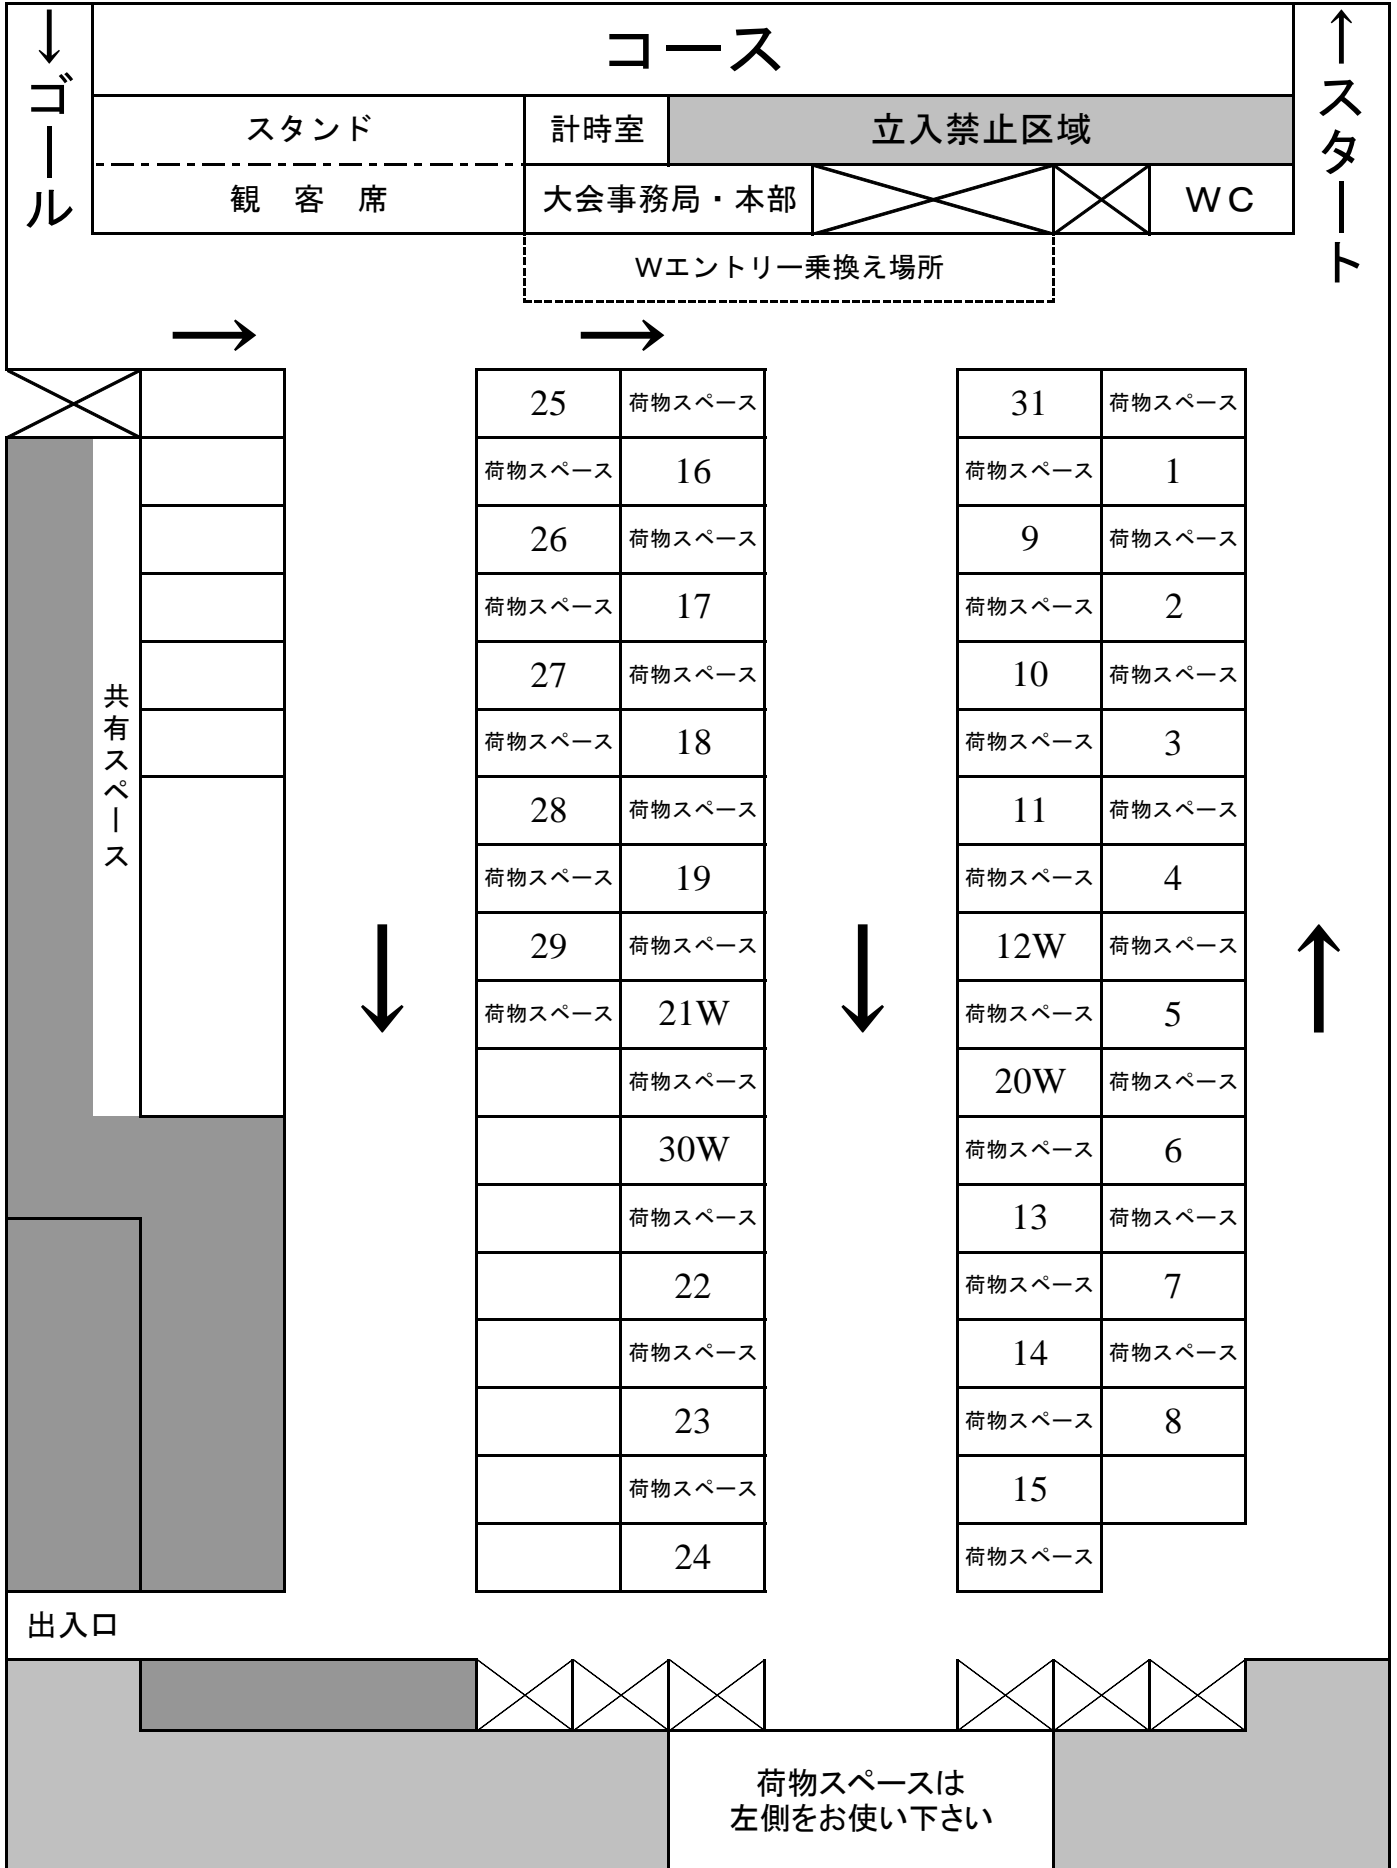 ↓ゴール
コース
↑スタート
スタンド
計時室
立入禁止区域
観 客 席
大会事務局・本部
WC
Wエントリー乗換え場所
→ →
25 荷物スペース 31 荷物スペース
荷物スペース 16 荷物スペース 1
26 荷物スペース 9 荷物スペース
荷物スペース 17 荷物スペース 2
27 荷物スペース 10 荷物スペース
荷物スペース 18 荷物スペース 3
28 荷物スペース 11 荷物スペース
荷物スペース 19 荷物スペース 4
29 荷物スペース 12W 荷物スペース
荷物スペース 21W 荷物スペース 5
荷物スペース 20W 荷物スペース
30W 荷物スペース 6
荷物スペース 13 荷物スペース
22 荷物スペース 7
荷物スペース 14 荷物スペース
23 荷物スペース 8
荷物スペース 15
24 荷物スペース
共有スペース
↓ ↓ ↑
出入口
荷物スペースは
左側をお使い下さい